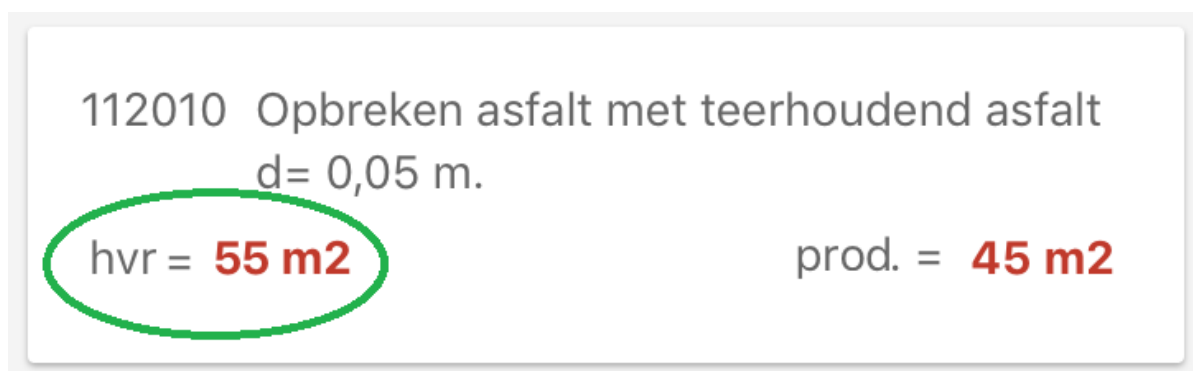 112010 Opbreken asfalt met teerhoudend asfalt
d= 0,05 m.
hvr = 55 m2 prod. = 45 m2